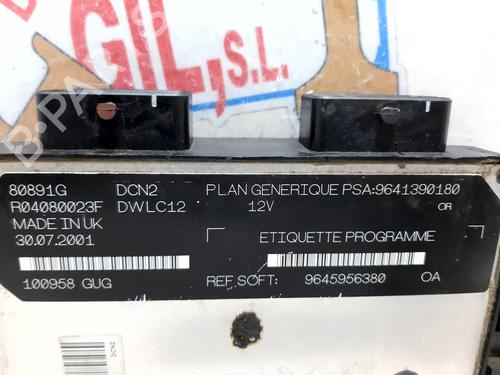 GIL, S.L.
B-PARTS
80891G DCN2 PLAN GENERIQUE PSA:9641390180
R04080023F DWLC12 12V OR
MADE IN UK
30.07.2001 ETIQUETTE PROGRAMME
100958 GUG REF SOFT: 9645956380 OA